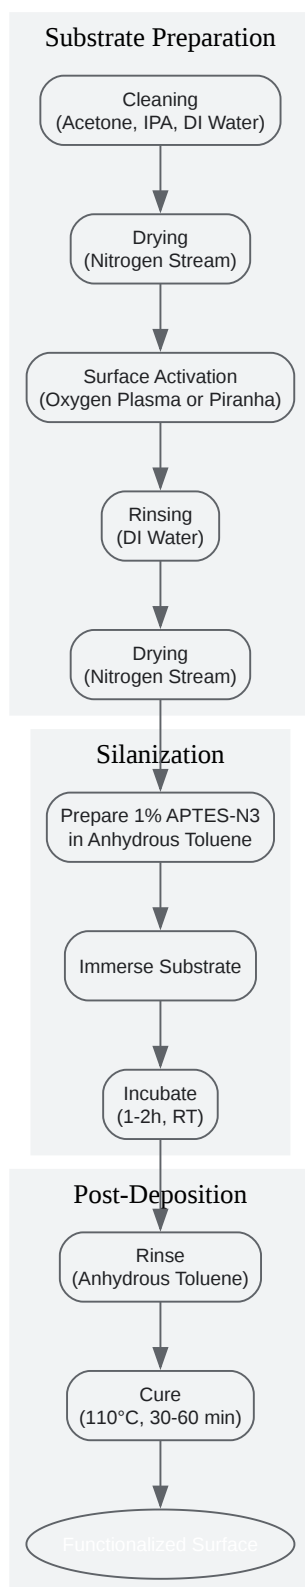 Substrate Preparation
Cleaning
(Acetone, IPA, DI Water)
Drying
(Nitrogen Stream)
Surface Activation
(Oxygen Plasma or Piranha)
Rinsing
(DI Water)
Drying
(Nitrogen Stream)
Silanization
Prepare 1% APTES-N3
in Anhydrous Toluene
Immerse Substrate
Incubate
(1-2h, RT)
Post-Deposition
Rinse
(Anhydrous Toluene)
Cure
(110°C, 30-60 min)
Functionalized Surface